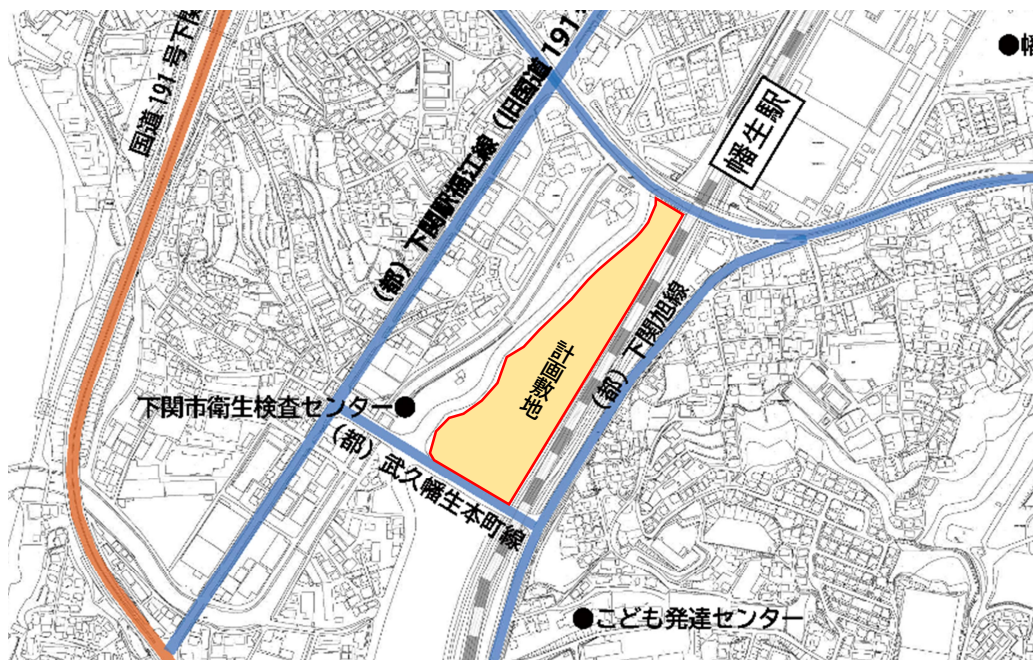 国道191号下関
(都)下関駅福江線(旧国道191
幡生駅
(都)下関旭線
計画敷地
下関市衛生検査センター●
(都)武久幡生本町線
●こども発達センター
●幡